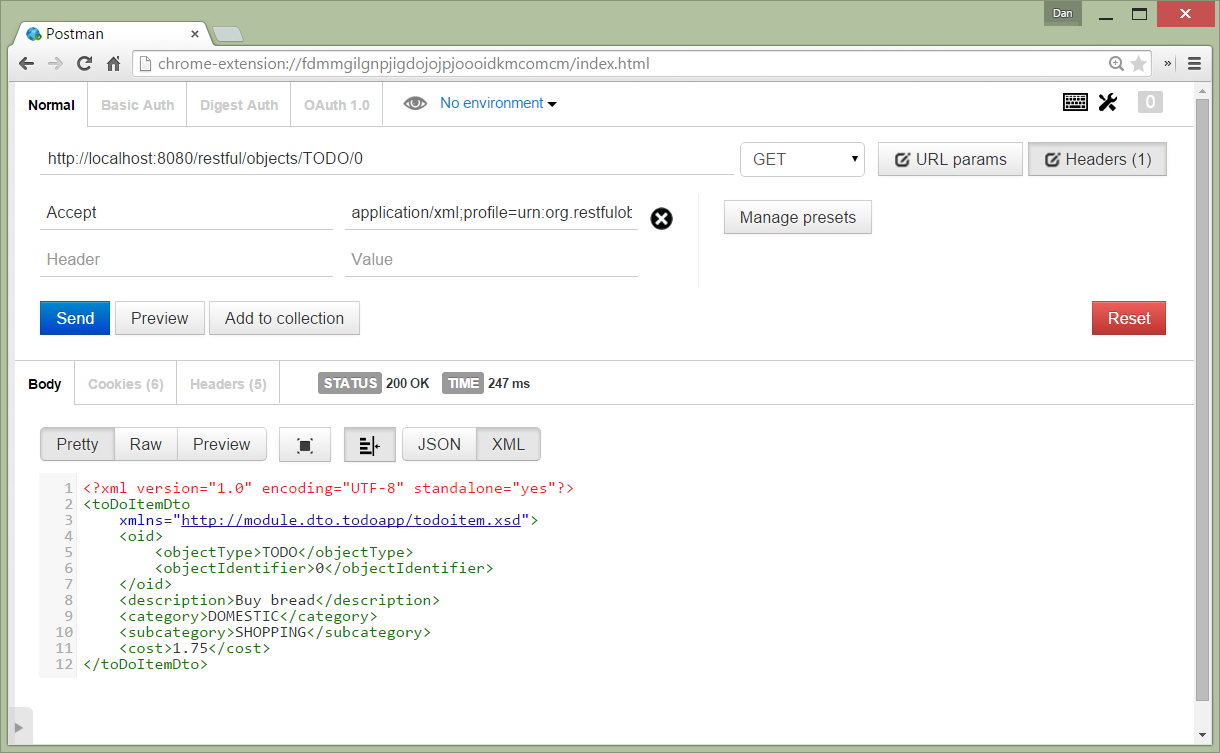 Dan
Postman
chrome-extension://fdmmgilgnpjigdojojpjoooidkmcomcm/index.html
Normal Basic Auth Digest Auth OAuth 1.0 No environment 0
http://localhost:8080/restful/objects/TODO/0 GET URL params Headers (1)
Accept application/xml;profile=urn:org.restfulob Manage presets
Header Value
Send Preview Add to collection Reset
Body Cookies (6) Headers (5) STATUS 200 OK TIME 247 ms
Pretty Raw Preview JSON XML
1 <?xml version="1.0" encoding="UTF-8" standalone="yes"?>
2 <toDoItemDto
3 xmlns="http://module.dto.todoapp/todoitem.xsd">
4 <oid>
5 <objectType>TODO</objectType>
6 <objectIdentifier>0</objectIdentifier>
7 </oid>
8 <description>Buy bread</description>
9 <category>DOMESTIC</category>
10 <subcategory>SHOPPING</subcategory>
11 <cost>1.75</cost>
12 </toDoItemDto>